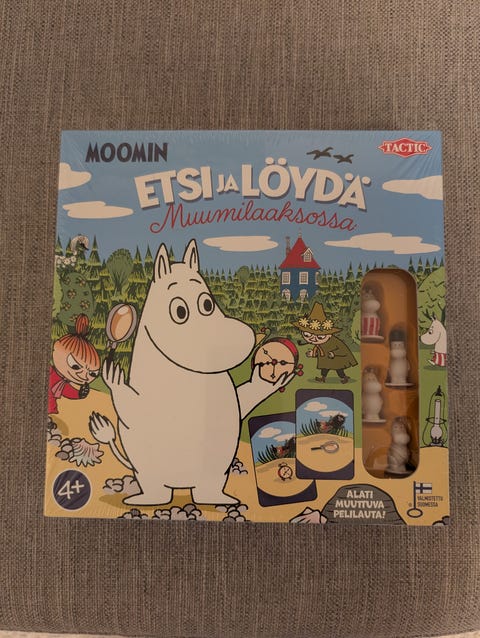 MOOMIN
TACTIC
ETSI JA LÖYDÄ
Muumilaaksossa
4+
ALATI
MUUTTUVA
PELILAUTA!
VALMISTETTU
SUOMESSA